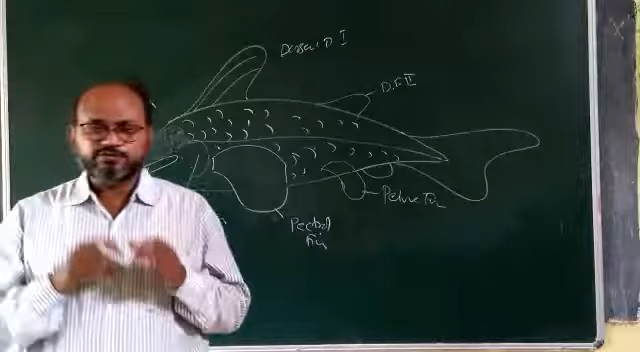 Dorsal D I
D.F II
Pelvic Fin
Pectoral
Fin